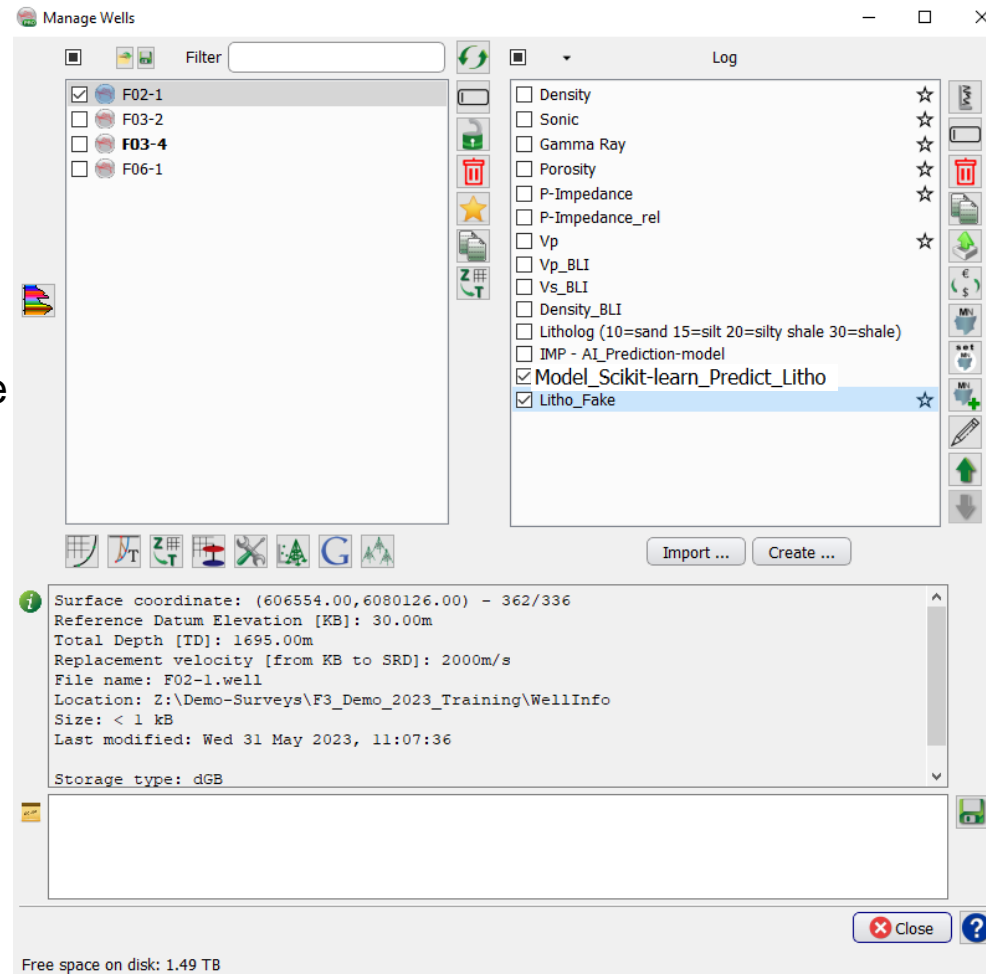 Manage Wells
Filter
Log
F02-1
F03-2
F03-4
F06-1
Density
Sonic
Gamma Ray
Porosity
P-Impedance
P-Impedance_rel
Vp
Vp_BLI
Vs_BLI
Density_BLI
Litholog (10=sand 15=silt 20=silty shale 30=shale)
IMP - AI_Prediction-model
Model_Scikit-learn_Predict_Litho
Litho_Fake
e
Import ...
Create ...
Surface coordinate: (606554.00,6080126.00) - 362/336
Reference Datum Elevation [KB]: 30.00m
Total Depth [TD]: 1695.00m
Replacement velocity [from KB to SRD]: 2000m/s
File name: F02-1.well
Location: Z:\Demo-Surveys\F3_Demo_2023_Training\WellInfo
Size: < 1 kB
Last modified: Wed 31 May 2023, 11:07:36
Storage type: dGB
Close
Free space on disk: 1.49 TB